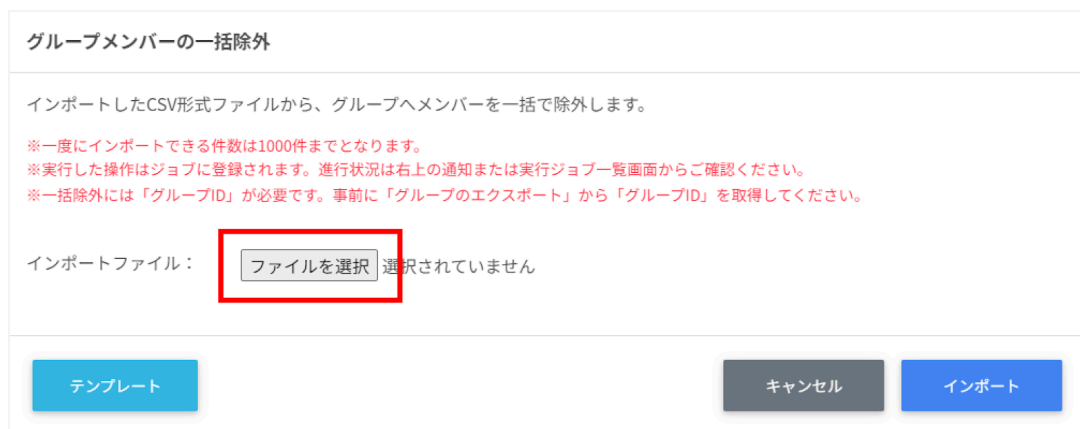 グループメンバーの一括除外
インポートしたCSV形式ファイルから、グループへメンバーを一括で除外します。
※一度にインポートできる件数は1000件までとなります。
※実行した操作はジョブに登録されます。進行状況は右上の通知または実行ジョブ一覧画面からご確認ください。
※一括除外には「グループID」が必要です。事前に「グループのエクスポート」から「グループID」を取得してください。
インポートファイル： ファイルを選択 選択されていません
テンプレート キャンセル インポート